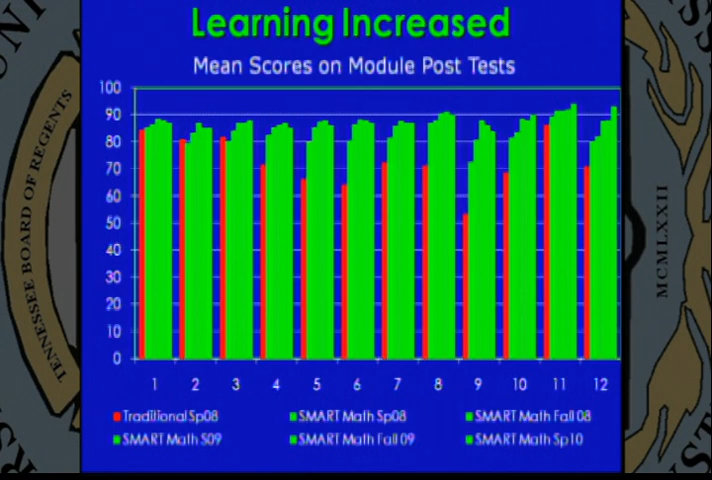 Learning Increased
Mean Scores on Module Post Tests
100
90
80
70
60
50
40
30
20
10
0
1 2 3 4 5 6 7 8 9 10 11 12
Traditional Sp08 SMART Math Sp08 SMART Math Fall 08
SMART Math S09 SMART Math Fall 09 SMART Math Sp10
TENNESSEE BOARD OF REGENTS
MCMLXXII